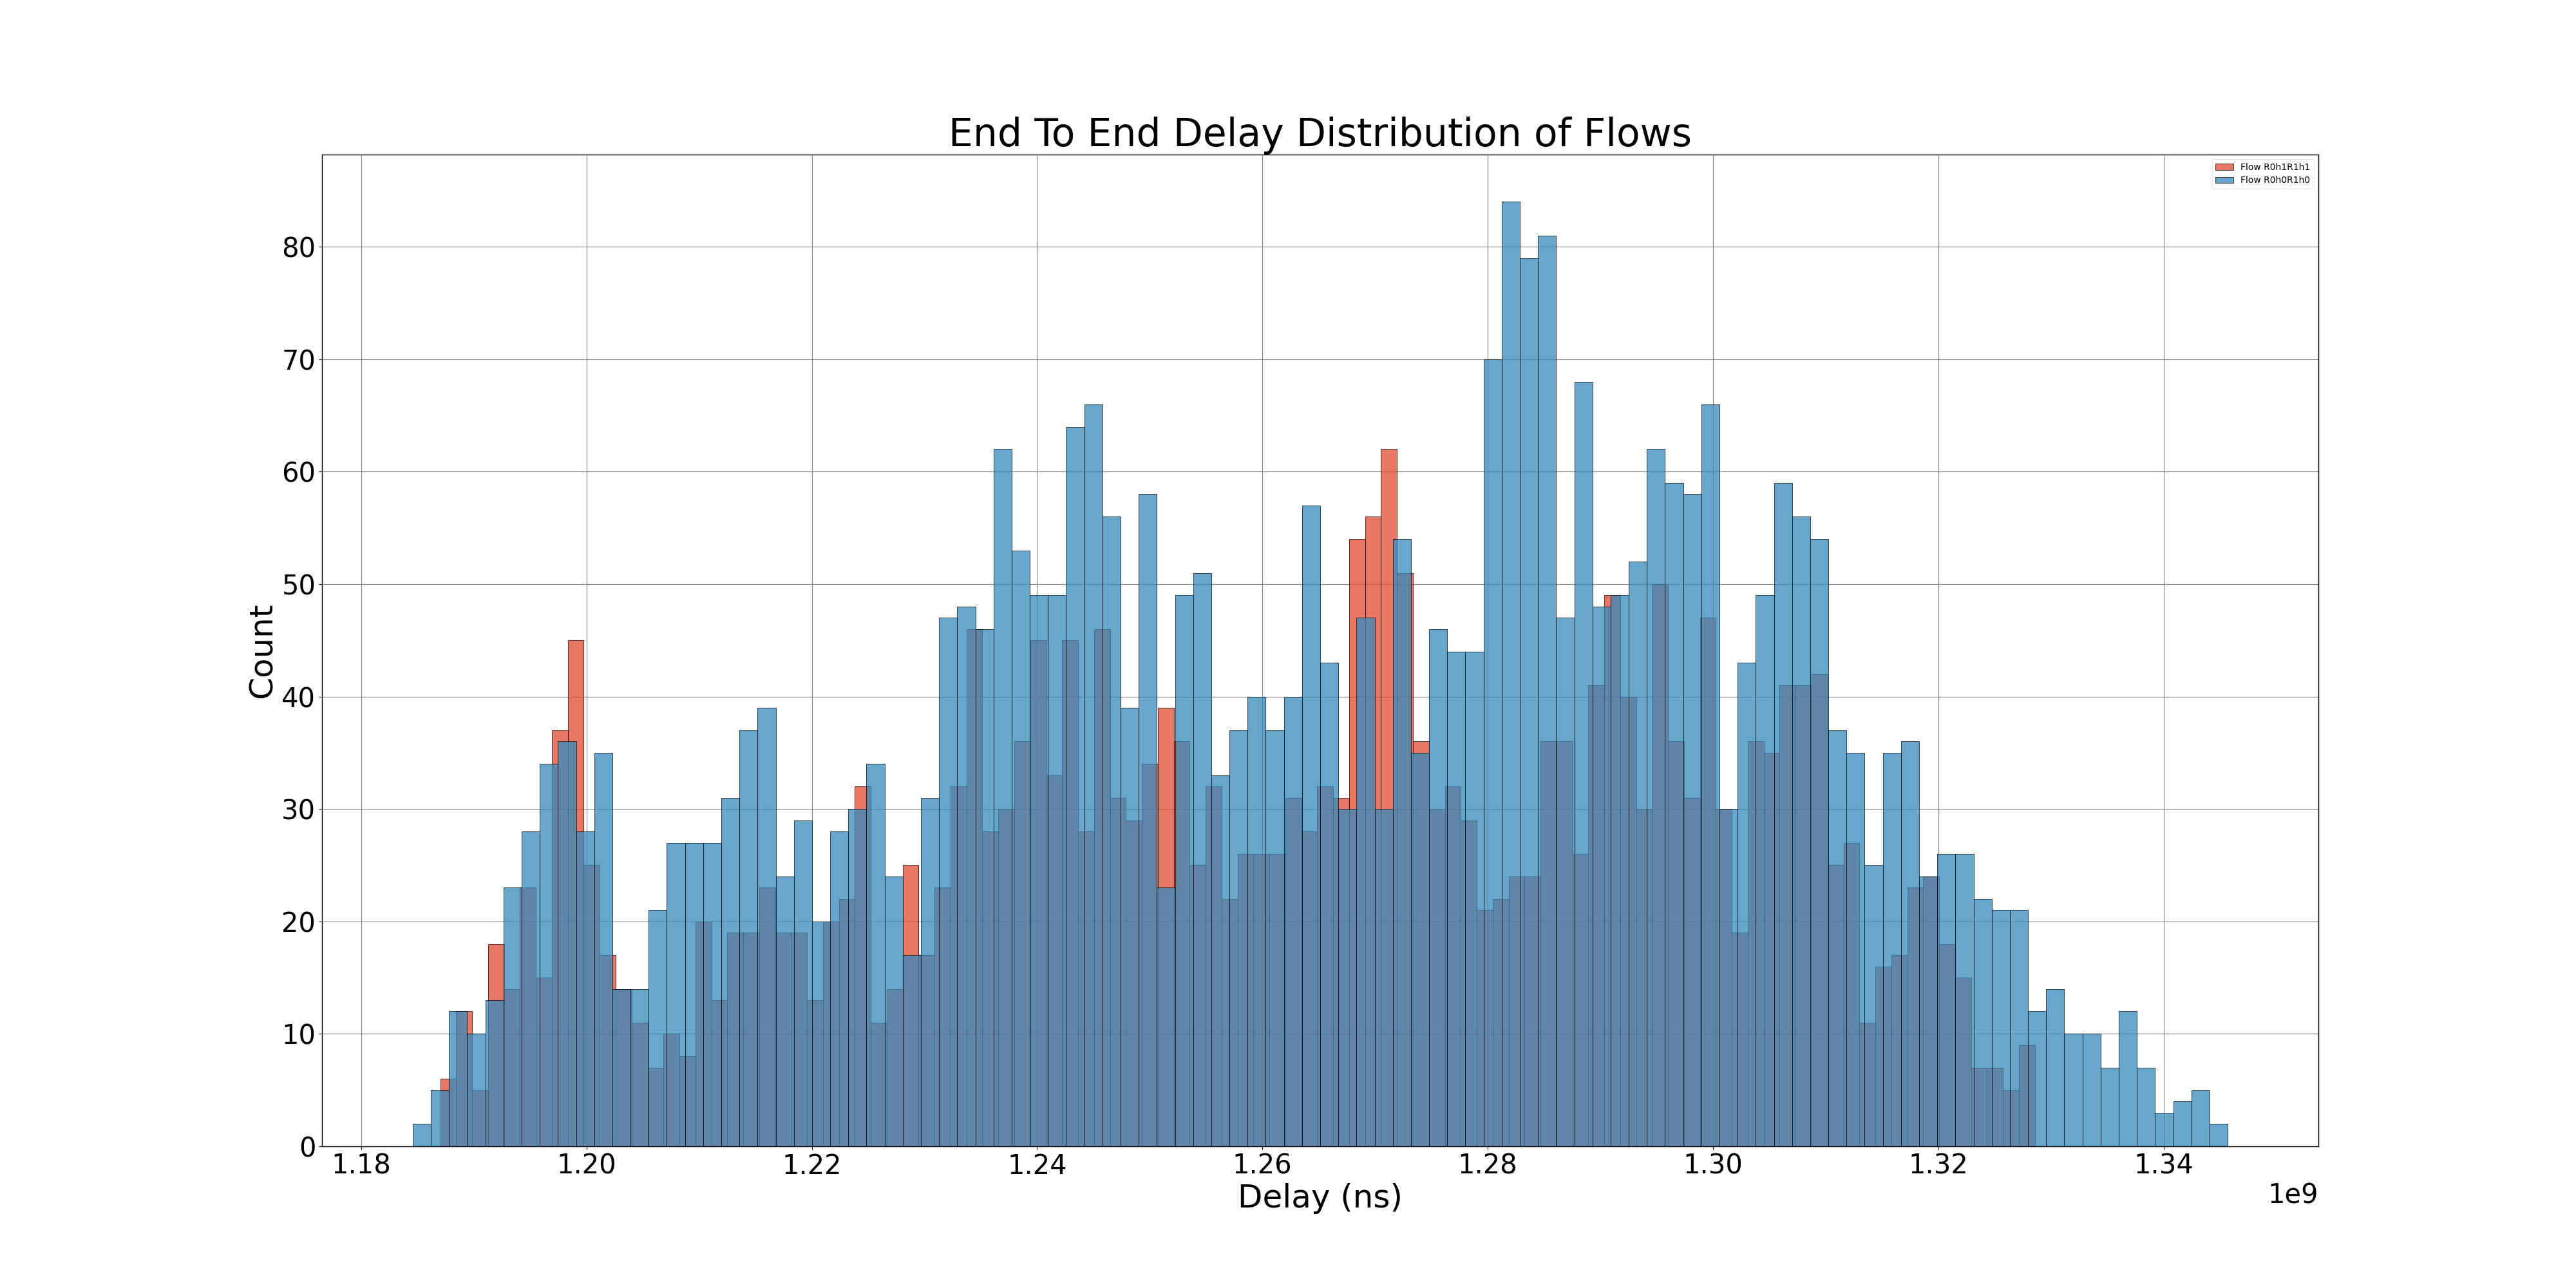 End To End Delay Distribution of Flows
Flow R0h1R1h1
Flow R0h0R1h0
80
70
60
50
40
30
20
10
0
Count
1.18 1.20 1.22 1.24 1.26 1.28 1.30 1.32 1.34
1e9
Delay (ns)